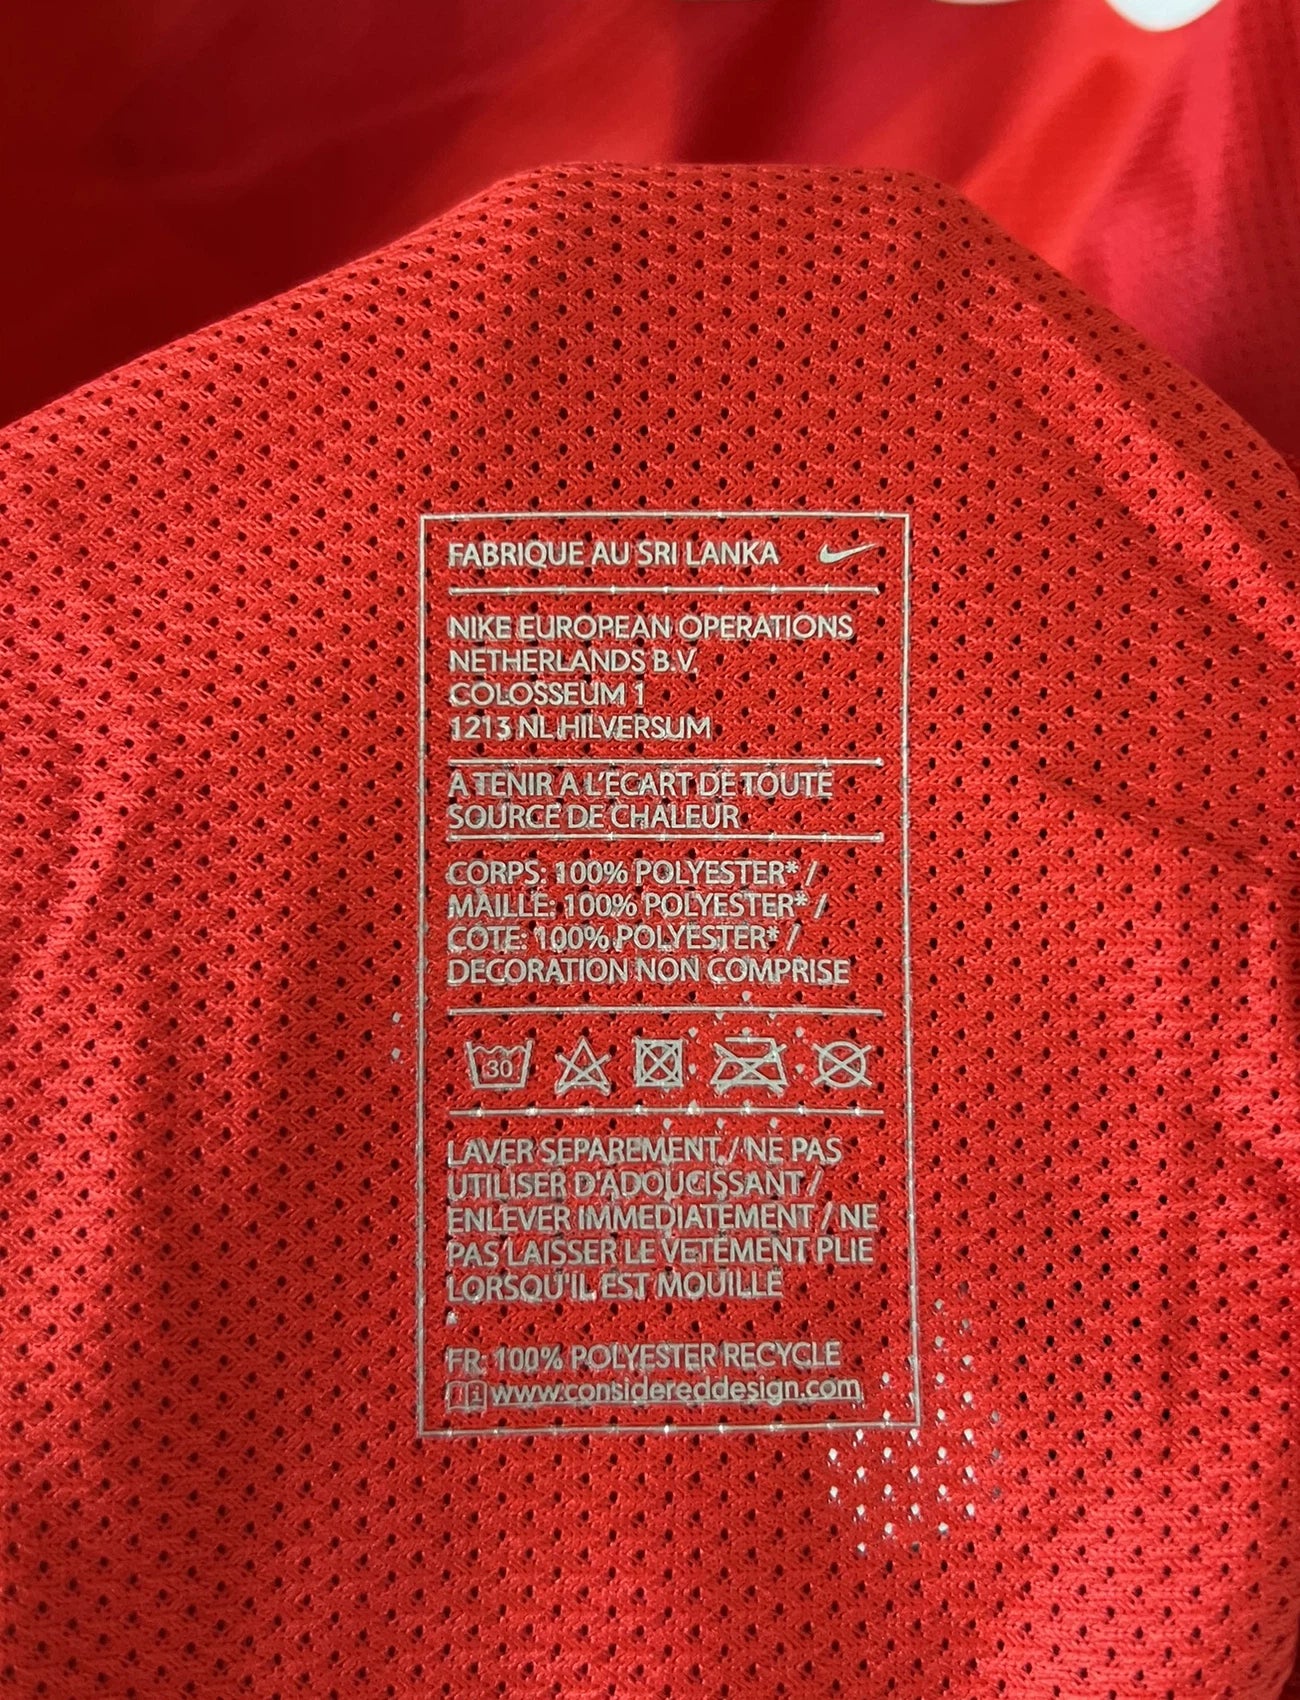 FABRIQUE AU SRI LANKA
NIKE EUROPEAN OPERATIONS
NETHERLANDS B.V.
COLOSSEUM 1
1213 NL HILVERSUM
A TENIR A L'ECART DE TOUTE
SOURCE DE CHALEUR
CORPS: 100% POLYESTER* /
MAILLE: 100% POLYESTER* /
COTE: 100% POLYESTER* /
DECORATION NON COMPRISE
30
LAVER SEPAREMENT / NE PAS
UTILISER D'ADOUCISSANT /
ENLEVER IMMEDIATEMENT / NE
PAS LAISSER LE VETEMENT PLIE
LORSQU'IL EST MOUILLE
FR: 100% POLYESTER RECYCLE
www.considereddesign.com